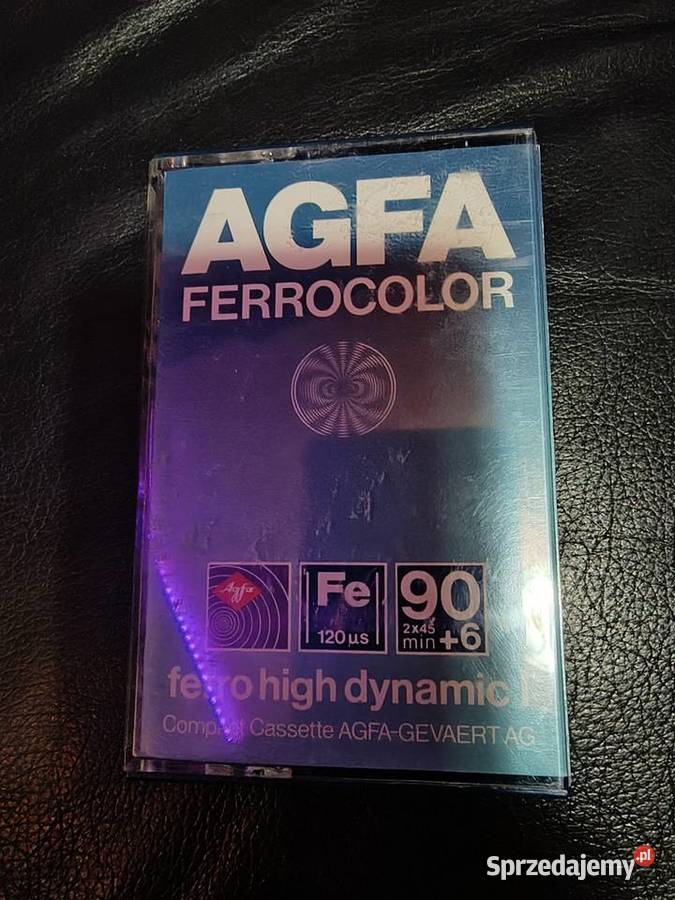 AGFA
FERROCOLOR
Agfa
Fe
120 µs
90
2x45
min +6
ferro high dynamic I
Compact Cassette AGFA-GEVAERT AG
Sprzedajemy.pl